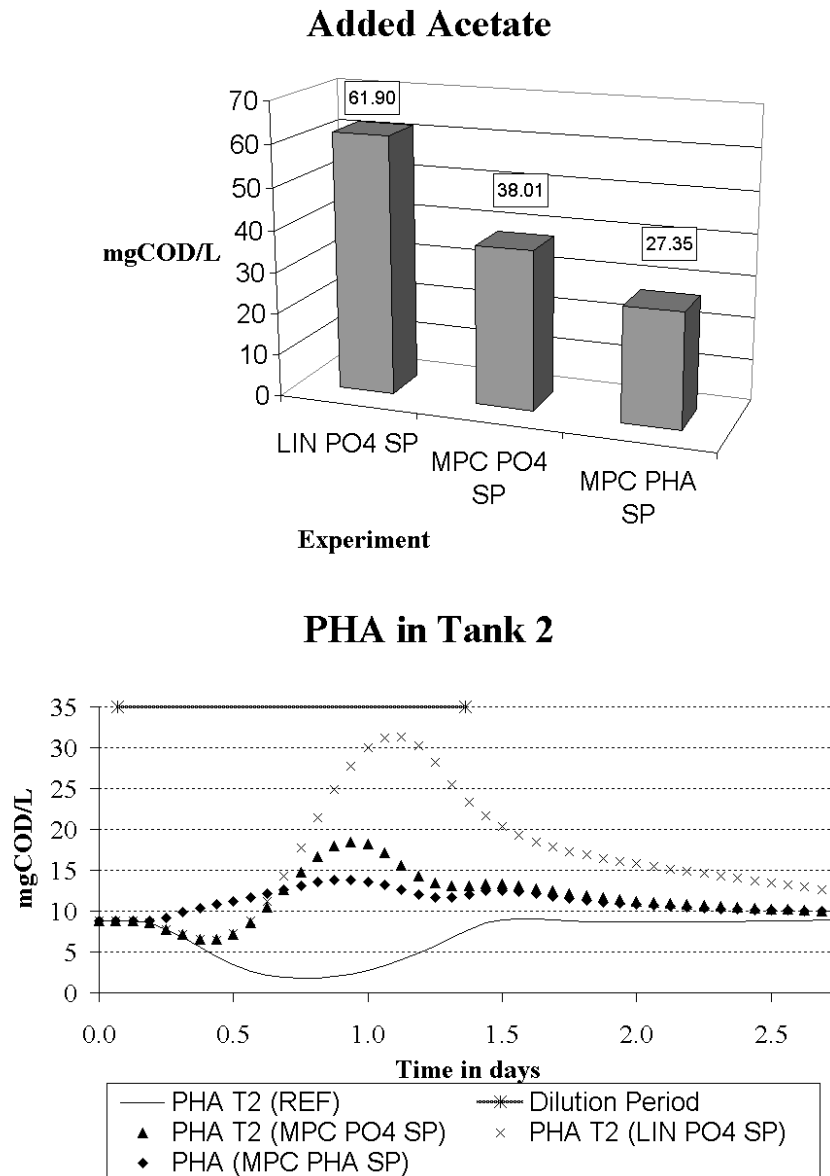 Added Acetate
70
60
50
40
30
20
10
0
mgCOD/L
61.90
38.01
27.35
LIN PO4 SP
MPC PO4
SP
MPC PHA
SP
Experiment
PHA in Tank 2
35
30
25
20
15
10
5
0
mgCOD/L
0.0 0.5 1.0 1.5 2.0 2.5
Time in days
PHA T2 (REF) Dilution Period
PHA T2 (MPC PO4 SP) PHA T2 (LIN PO4 SP)
PHA (MPC PHA SP)